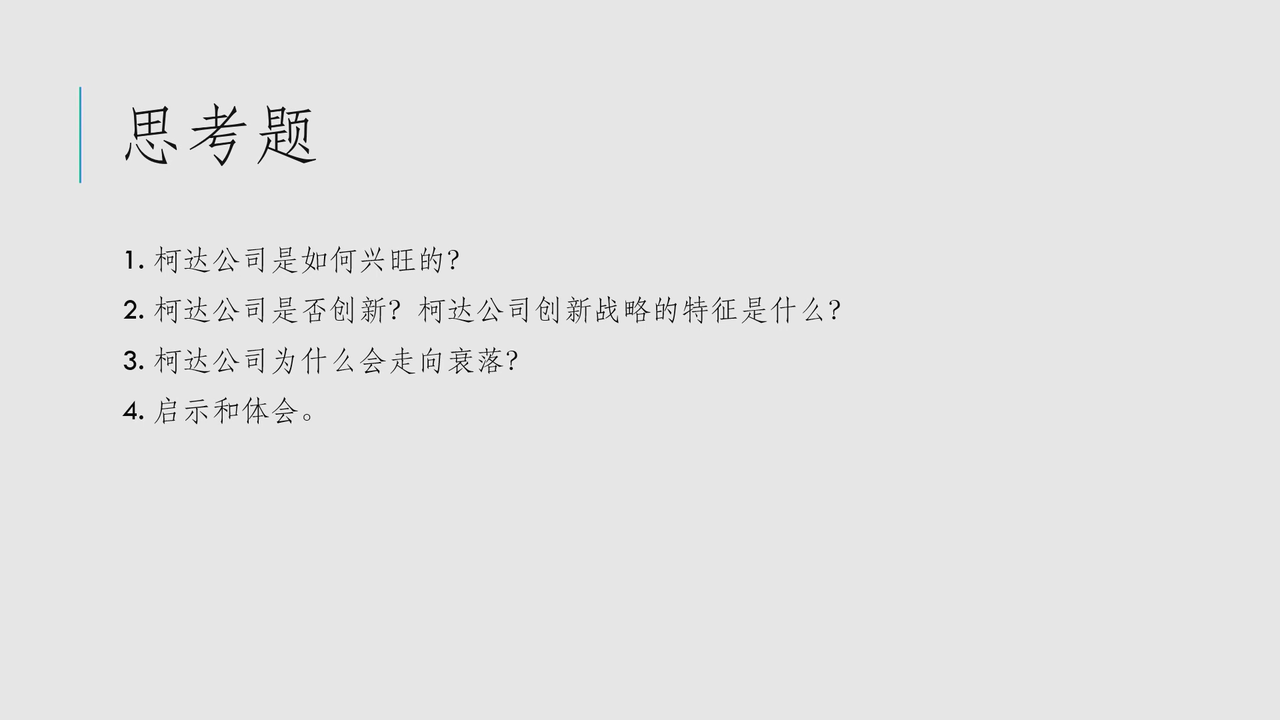 思考题
1. 柯达公司是如何兴旺的?
2. 柯达公司是否创新? 柯达公司创新战略的特征是什么?
3. 柯达公司为什么会走向衰落?
4. 启示和体会。